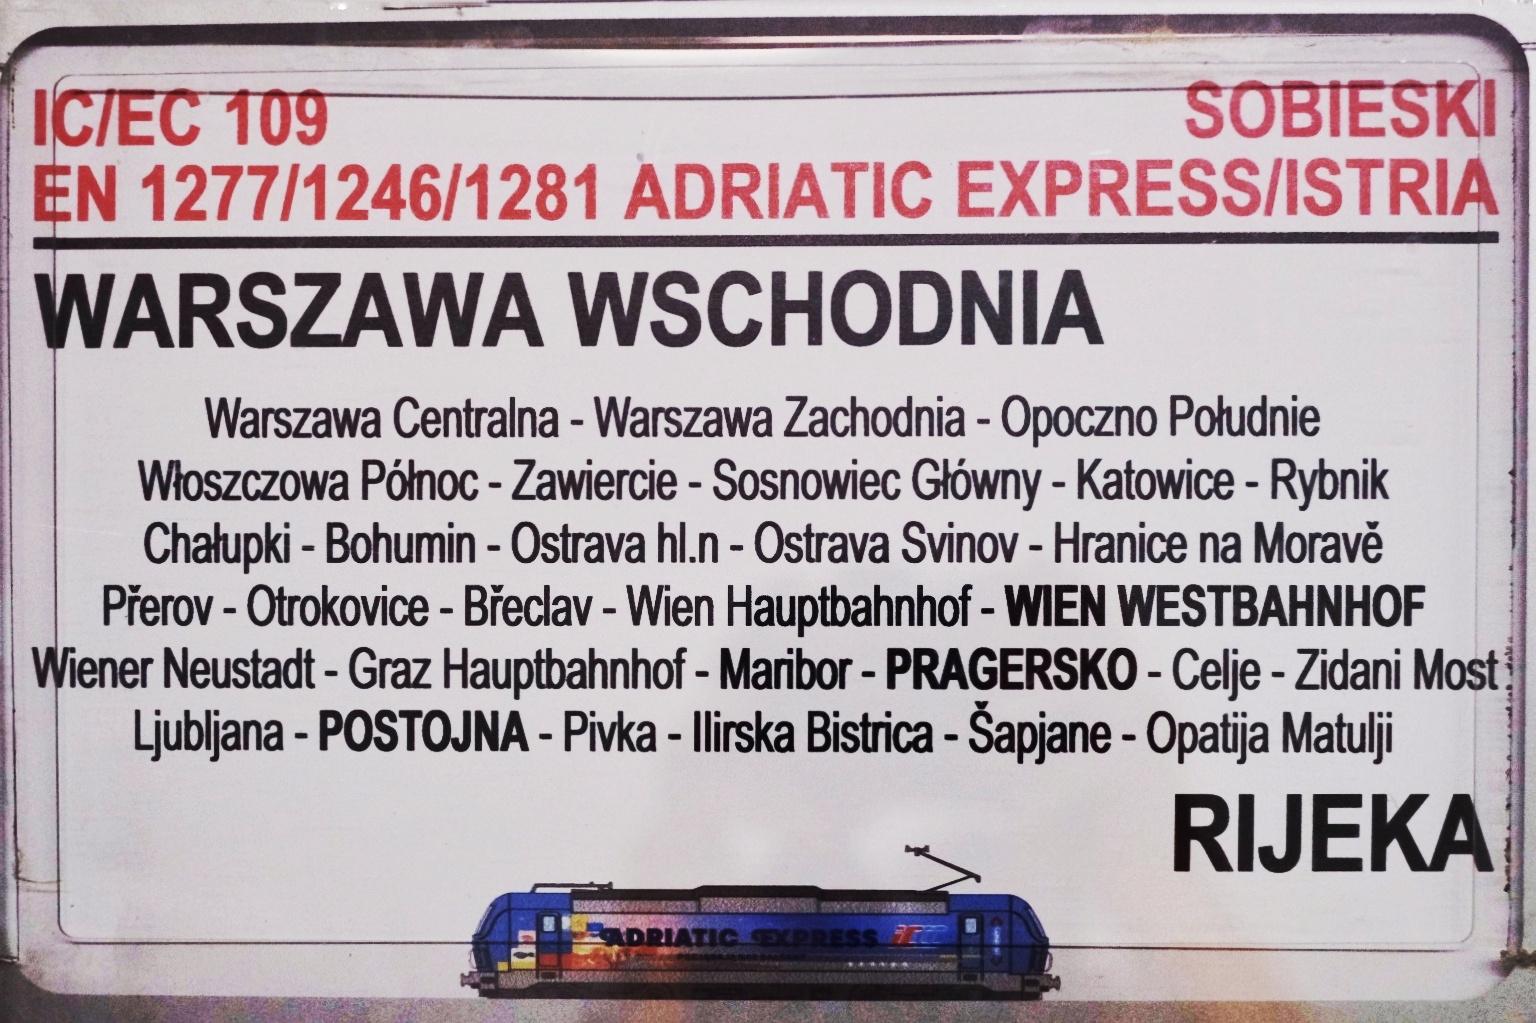 IC/EC 109 SOBIESKI
EN 1277/1246/1281 ADRIATIC EXPRESS/ISTRIA
WARSZAWA WSCHODNIA
Warszawa Centralna - Warszawa Zachodnia - Opoczno Południe
Włoszczowa Północ - Zawiercie - Sosnowiec Główny - Katowice - Rybnik
Chałupki - Bohumin - Ostrava hl.n - Ostrava Svinov - Hranice na Moravě
Přerov - Otrokovice - Břeclav - Wien Hauptbahnhof - WIEN WESTBAHNHOF
Wiener Neustadt - Graz Hauptbahnhof - Maribor - PRAGERSKO - Celje - Zidani Most
Ljubljana - POSTOJNA - Pivka - Ilirska Bistrica - Šapjane - Opatija Matulji
RIJEKA
ADRIATIC EXPRESS